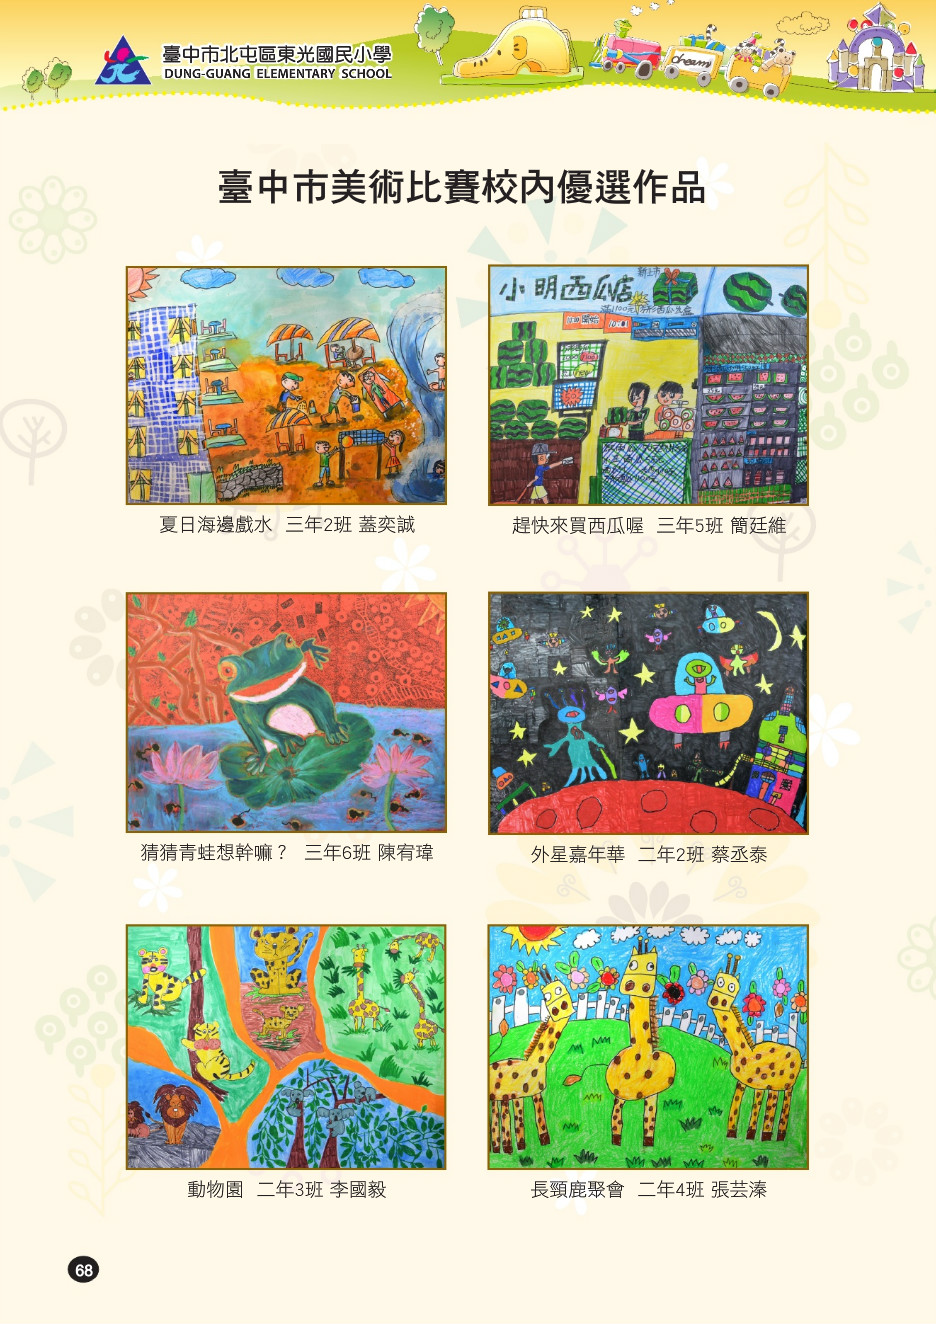 臺中市北屯區東光國民小學
DUNG-GUANG ELEMENTARY SCHOOL
dream
臺中市美術比賽校內優選作品
小明西瓜店
夏日海邊戲水 三年2班 蓋奕誠
趕快來買西瓜喔 三年5班 簡廷維
猜猜青蛙想幹嘛？ 三年6班 陳宥瑋
外星嘉年華 二年2班 蔡丞泰
動物園 二年3班 李國毅
長頸鹿聚會 二年4班 張芸溱
68